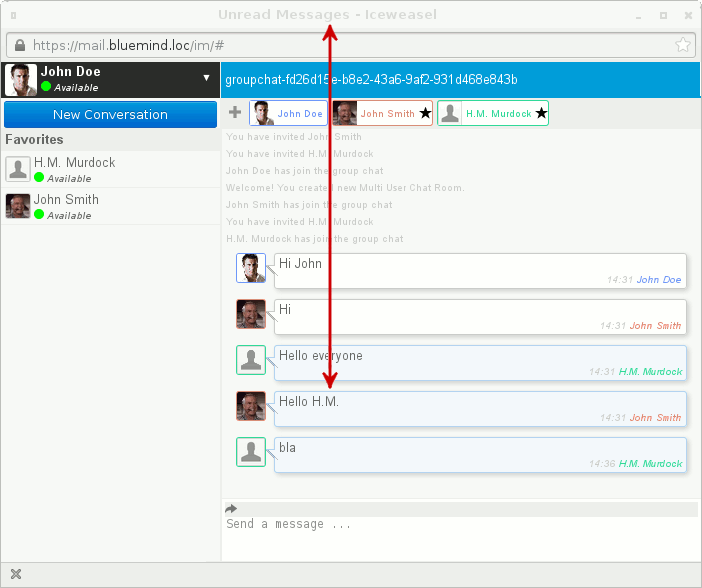 Unread Messages - Iceweasel
https://mail.bluemind.loc/im/#
John Doe
Available
New Conversation
Favorites
H.M. Murdock
Available
John Smith
Available
groupchat-fd26d15e-b8e2-43a6-9af2-931d468e843b
John Doe
John Smith
H.M. Murdock
You have invited John Smith
You have invited H.M. Murdock
John Doe has join the group chat
Welcome! You created new Multi User Chat Room.
John Smith has join the group chat
You have invited H.M. Murdock
H.M. Murdock has join the group chat
Hi John
14:31 John Doe
Hi
14:31 John Smith
Hello everyone
14:31 H.M. Murdock
Hello H.M.
14:31 John Smith
bla
14:36 H.M. Murdock
Send a message ...